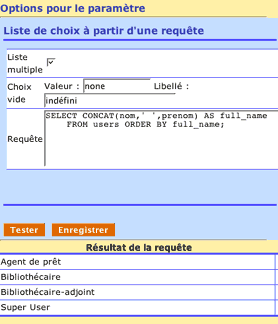 Options pour le paramètre
Liste de choix à partir d'une requête
Liste multiple
Choix vide
Valeur : none Libellé :
indéfini
Requête
SELECT CONCAT(nom,' ',prenom) AS full_name
FROM users ORDER BY full_name;
Tester Enregistrer
Résultat de la requête
Agent de prêt
Bibliothécaire
Bibliothécaire-adjoint
Super User